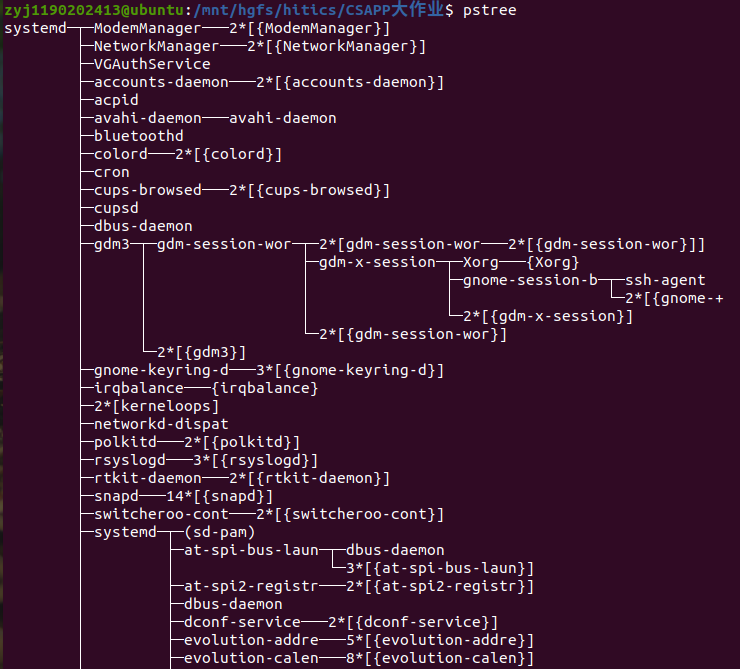 zyj1190202413@ubuntu:/mnt/hgfs/hitics/CSAPP大作业$ pstree
systemd─┬─ModemManager───2*[{ModemManager}]
        ├─NetworkManager───2*[{NetworkManager}]
        ├─VGAuthService
        ├─accounts-daemon───2*[{accounts-daemon}]
        ├─acpid
        ├─avahi-daemon───avahi-daemon
        ├─bluetoothd
        ├─colord───2*[{colord}]
        ├─cron
        ├─cups-browsed───2*[{cups-browsed}]
        ├─cupsd
        ├─dbus-daemon
        ├─gdm3─┬─gdm-session-wor─┬─2*[gdm-session-wor───2*[{gdm-session-wor}]]
        │      │                 ├─gdm-x-session─┬─Xorg───{Xorg}
        │      │                 │               ├─gnome-session-b─┬─ssh-agent
        │      │                 │               │                 └─2*[{gnome-+
        │      │                 │               └─2*[{gdm-x-session}]
        │      │                 └─2*[{gdm-session-wor}]
        │      └─2*[{gdm3}]
        ├─gnome-keyring-d───3*[{gnome-keyring-d}]
        ├─irqbalance───{irqbalance}
        ├─2*[kerneloops]
        ├─networkd-dispat
        ├─polkitd───2*[{polkitd}]
        ├─rsyslogd───3*[{rsyslogd}]
        ├─rtkit-daemon───2*[{rtkit-daemon}]
        ├─snapd───14*[{snapd}]
        ├─switcheroo-cont───2*[{switcheroo-cont}]
        ├─systemd─┬─(sd-pam)
        │         ├─at-spi-bus-laun─┬─dbus-daemon
        │         │                 └─3*[{at-spi-bus-laun}]
        │         ├─at-spi2-registr───2*[{at-spi2-registr}]
        │         ├─dbus-daemon
        │         ├─dconf-service───2*[{dconf-service}]
        │         ├─evolution-addre───5*[{evolution-addre}]
        │         ├─evolution-calen───8*[{evolution-calen}]